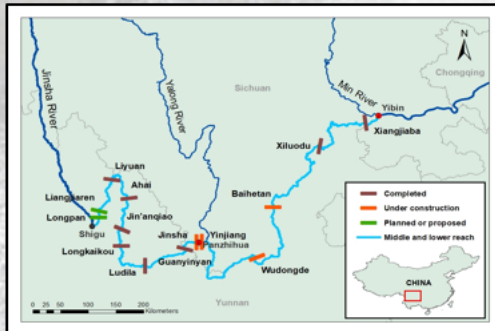 N
Chongqing
Sichuan
Jinsha River
Yalong River
Min River
Yibin
Xiangjiaba
Xiluodu
Liyuan
Liangjiaren
Ahai
Baihetan
Longpan
Jin'anqiao
Shigu
Jinsha
Yinjiang
Panzhihua
Longkaikou
Guanyinyan
Ludila
Wudongde
Yunnan
0 50 100 150 200
Kilometers
Completed
Under construction
Planned or proposed
Middle and lower reach
CHINA